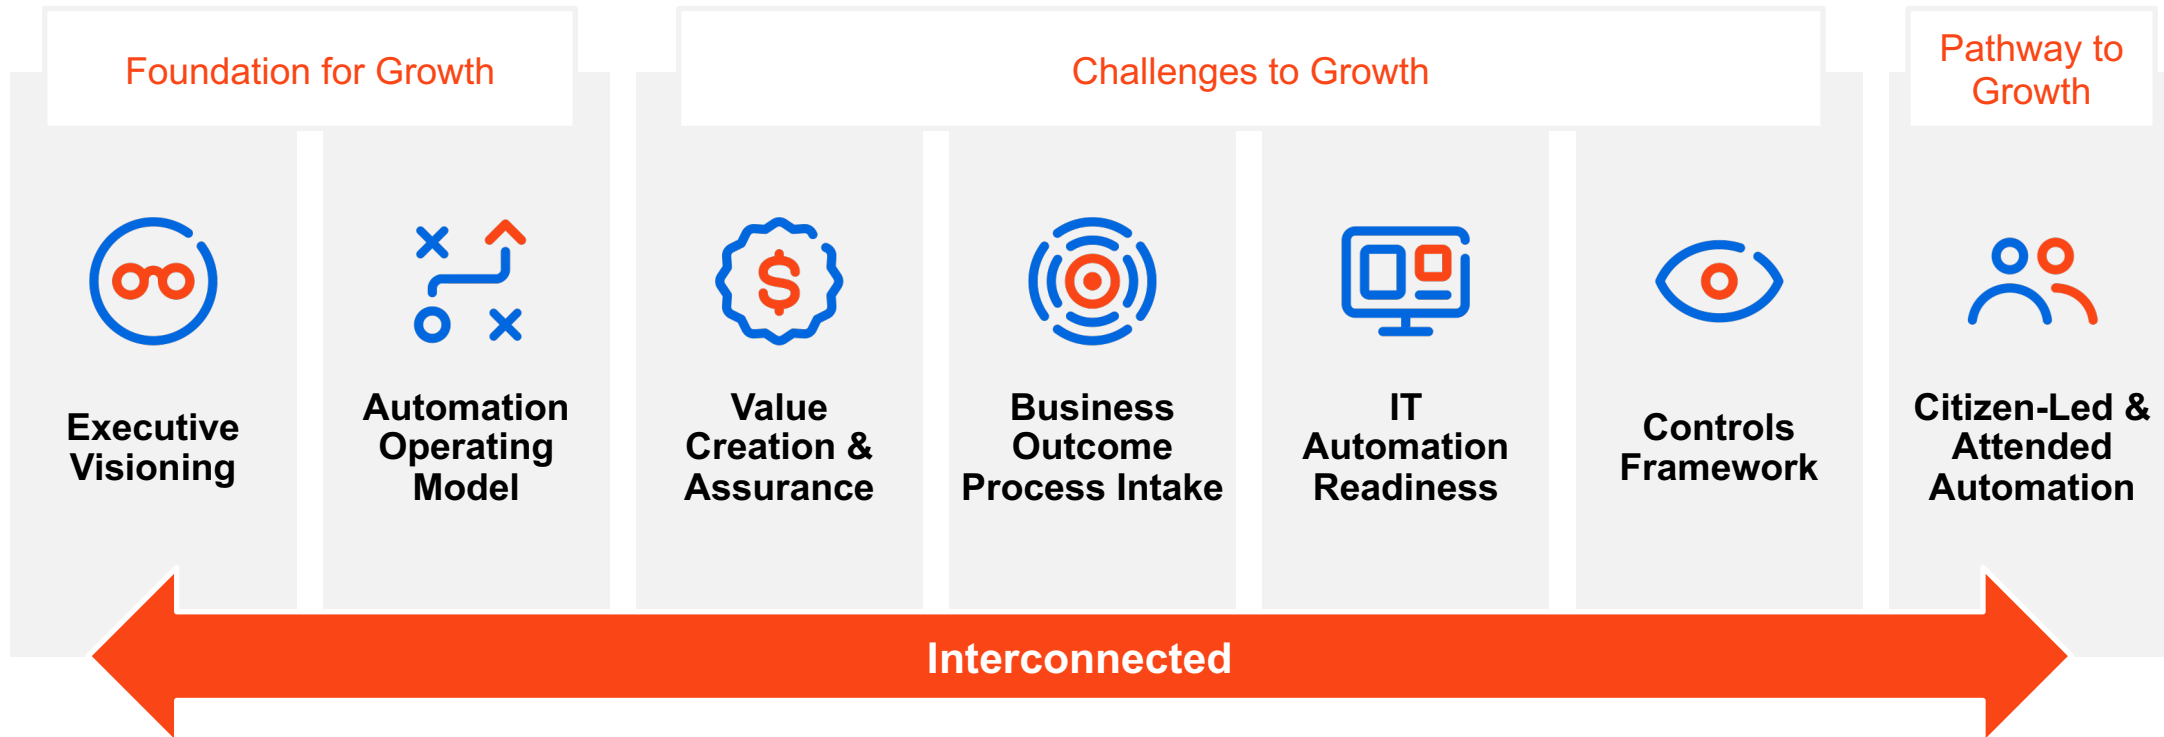 Foundation for Growth
Challenges to Growth
Pathway to
Growth
Executive
Visioning
Automation
Operating
Model
Value
Creation &
Assurance
Business
Outcome
Process Intake
IT
Automation
Readiness
Controls
Framework
Citizen-Led &
Attended
Automation
Interconnected